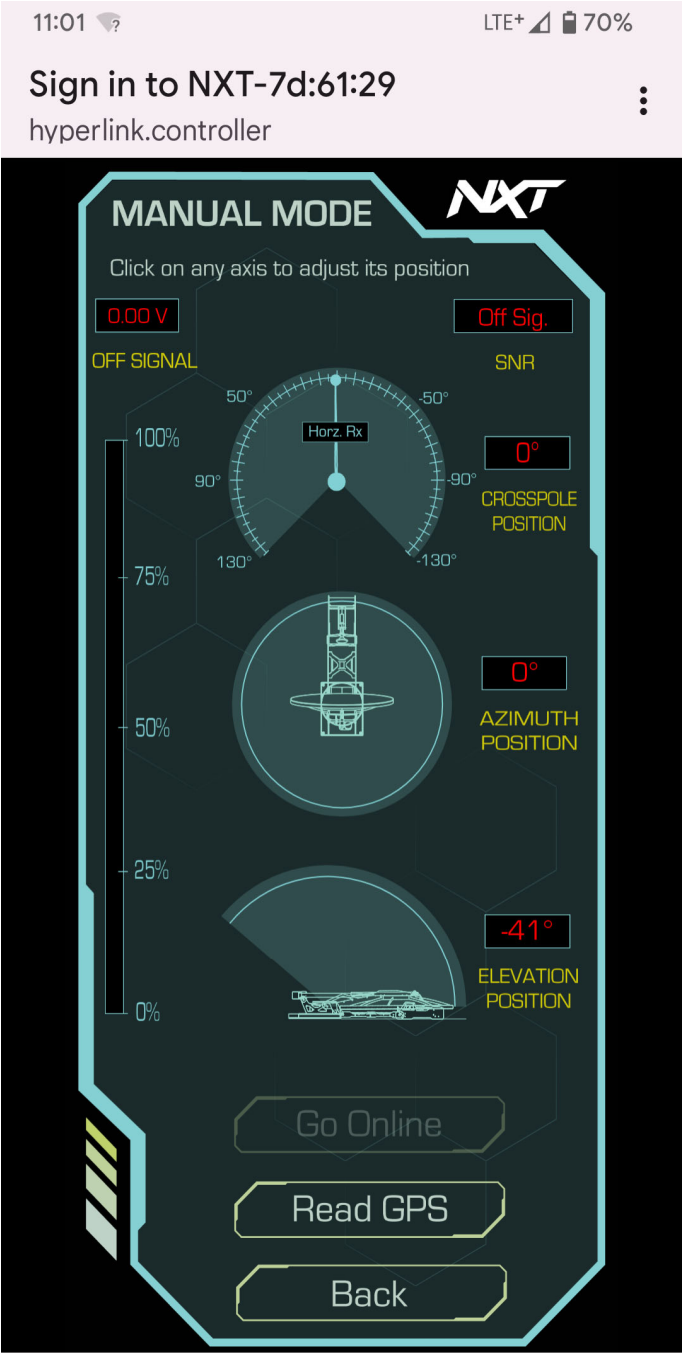 11:01
?
LTE+
70%
Sign in to NXT-7d:61:29
hyperlink.controller
NXT
MANUAL MODE
Click on any axis to adjust its position
0.00 V
Off Sig.
OFF SIGNAL
SNR
50°
-50°
Horz. Rx
100%
0°
90°
-90°
CROSSPOLE
POSITION
130°
-130°
75%
0°
AZIMUTH
POSITION
50%
25%
-41°
ELEVATION
POSITION
0%
Go Online
Read GPS
Back